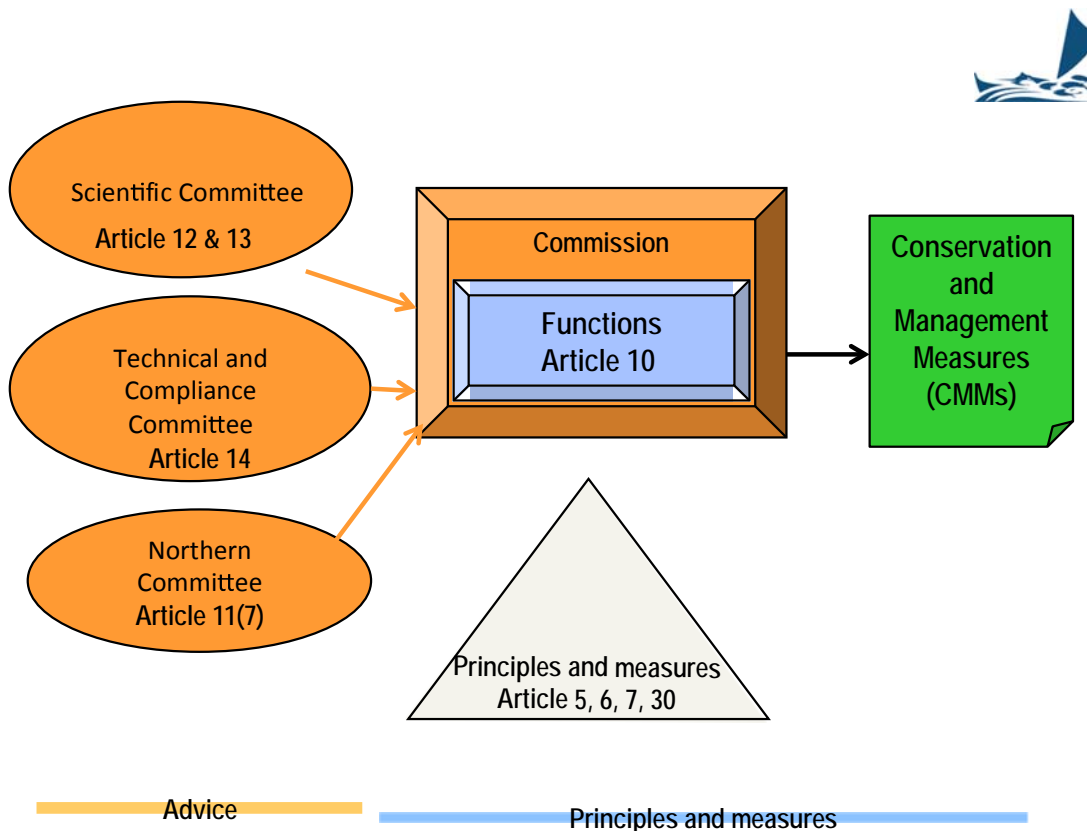 Scientific Committee
Article 12 & 13
Technical and
Compliance
Committee
Article 14
Northern
Committee
Article 11(7)
Commission
Functions
Article 10
Conservation
and
Management
Measures
(CMMs)
Principles and measures
Article 5, 6, 7, 30
Advice
Principles and measures